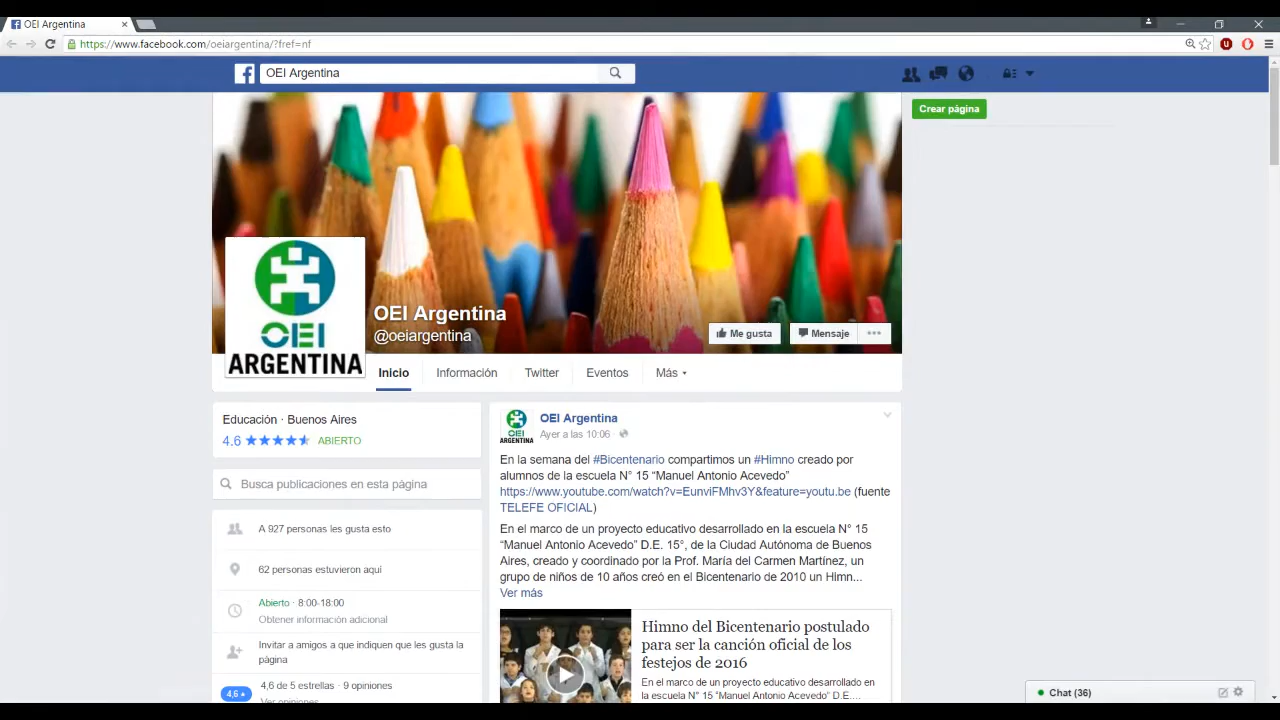 OEI Argentina
https://www.facebook.com/oeiargentina/?fref=nf
OEI Argentina
Crear página
OEI
ARGENTINA
OEI Argentina
@oeiargentina
Me gusta
Mensaje
Inicio
Información
Twitter
Eventos
Más
Educación · Buenos Aires
4.6 ABIERTO
Busca publicaciones en esta página
A 927 personas les gusta esto
62 personas estuvieron aquí
Abierto · 8:00-18:00
Obtener información adicional
Invitar a amigos a que indiquen que les gusta la
página
4,6 4,6 de 5 estrellas · 9 opiniones
Ver opiniones
OEI
ARGENTINA
OEI Argentina
Ayer a las 10:06 ·
En la semana del #Bicentenario compartimos un #Himno creado por
alumnos de la escuela N° 15 “Manuel Antonio Acevedo”
https://www.youtube.com/watch?v=EunviFMhv3Y&feature=youtu.be (fuente
TELEFE OFICIAL)
En el marco de un proyecto educativo desarrollado en la escuela N° 15
“Manuel Antonio Acevedo” D.E. 15°, de la Ciudad Autónoma de Buenos
Aires, creado y coordinado por la Prof. María del Carmen Martínez, un
grupo de niños de 10 años creó en el Bicentenario de 2010 un Himn...
Ver más
Himno del Bicentenario postulado
para ser la canción oficial de los
festejos de 2016
En el marco de un proyecto educativo desarrollado en
la escuela N° 15 "Manuel Antonio Acevedo" D.E....
Chat (36)